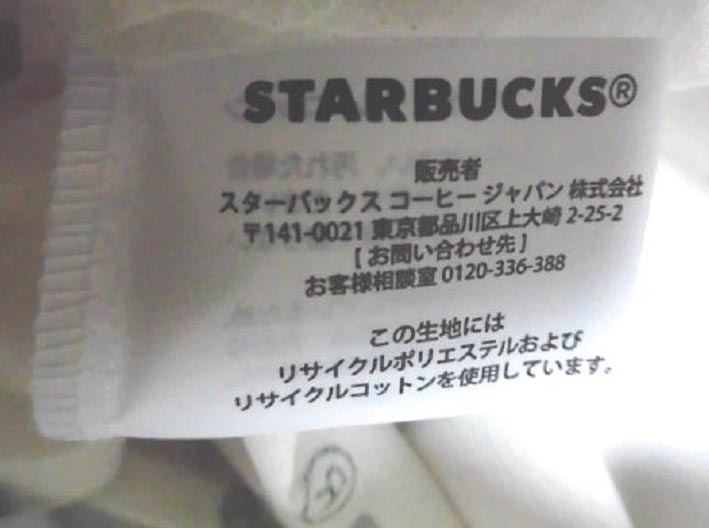 STARBUCKS®
販売者
スターバックス コーヒー ジャパン 株式会社
〒141-0021 東京都品川区上大崎 2-25-2
[ お問い合わせ先 ]
お客様相談室 0120-336-388
この生地には
リサイクルポリエステルおよび
リサイクルコットンを使用しています。